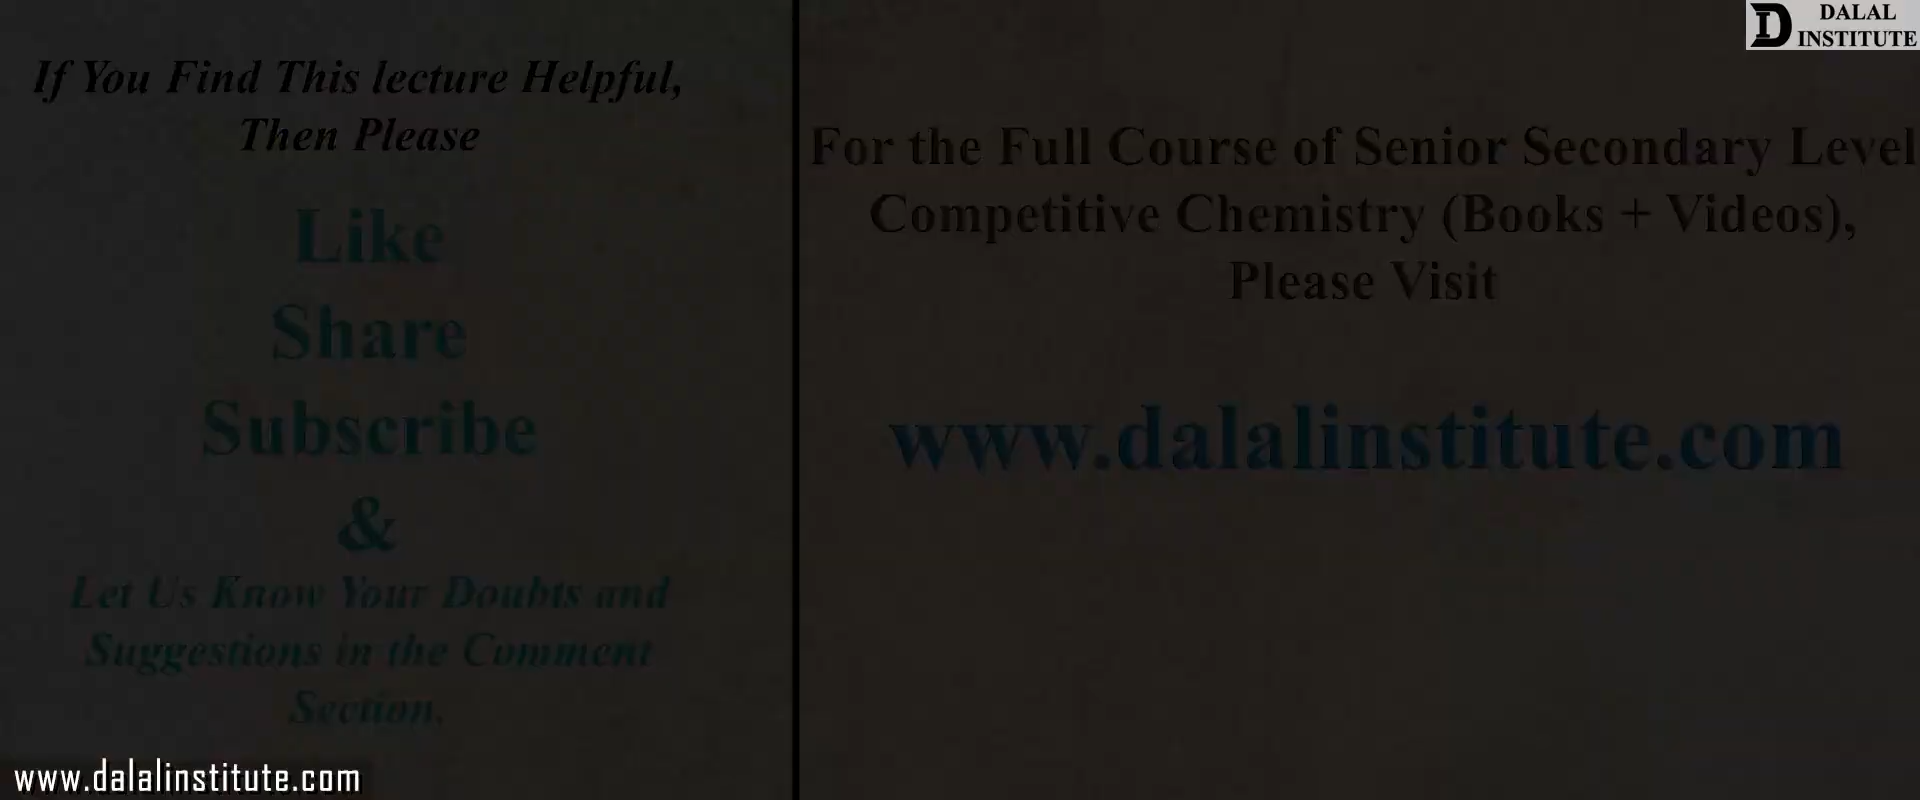 DALAL
INSTITUTE
If You Find This lecture Helpful,
Then Please
Like
Share
Subscribe
&
Let Us Know Your Doubts and
Suggestions in the Comment
Section.
For the Full Course of Senior Secondary Level
Competitive Chemistry (Books + Videos),
Please Visit
www.dalalinstitute.com
www.dalalinstitute.com